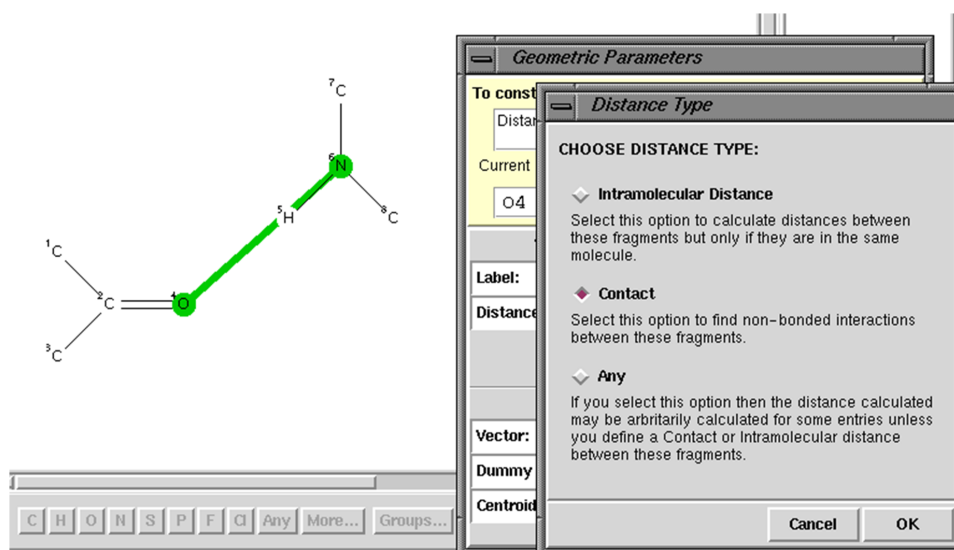 Geometric Parameters
To const
Distar
Current
O4
Label:
Distance
Vector:
Dummy
Centroid
Distance Type
CHOOSE DISTANCE TYPE:
Intramolecular Distance
Select this option to calculate distances between
these fragments but only if they are in the same
molecule.
Contact
Select this option to find non-bonded interactions
between these fragments.
Any
If you select this option then the distance calculated
may be arbritarily calculated for some entries unless
you define a Contact or Intramolecular distance
between these fragments.
Cancel OK
7C
6N
5H
8C
1C
2C
4O
3C
C H O N S P F Cl Any More... Groups...